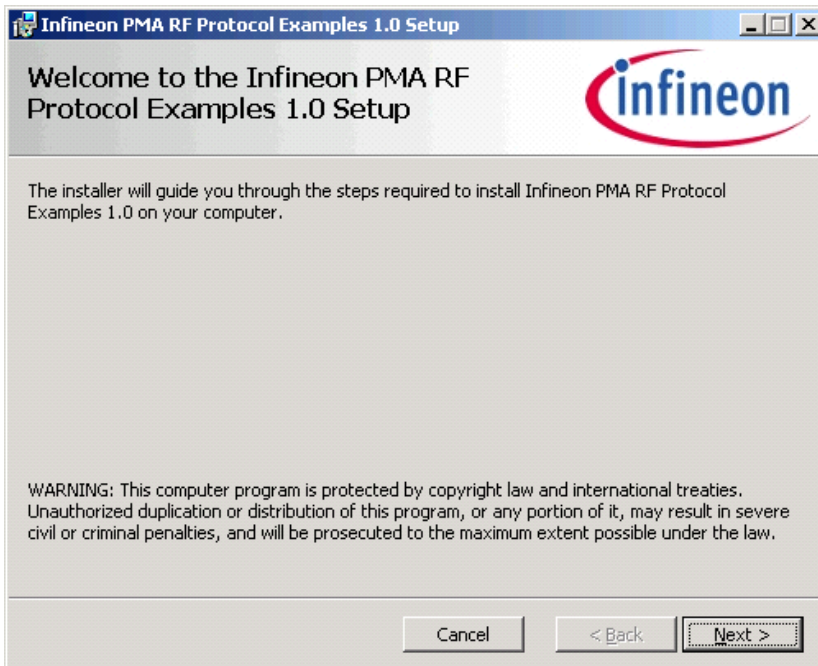 Infineon PMA RF Protocol Examples 1.0 Setup
Welcome to the Infineon PMA RF
Protocol Examples 1.0 Setup
infineon
The installer will guide you through the steps required to install Infineon PMA RF Protocol
Examples 1.0 on your computer.
WARNING: This computer program is protected by copyright law and international treaties.
Unauthorized duplication or distribution of this program, or any portion of it, may result in severe
civil or criminal penalties, and will be prosecuted to the maximum extent possible under the law.
Cancel < Back Next >